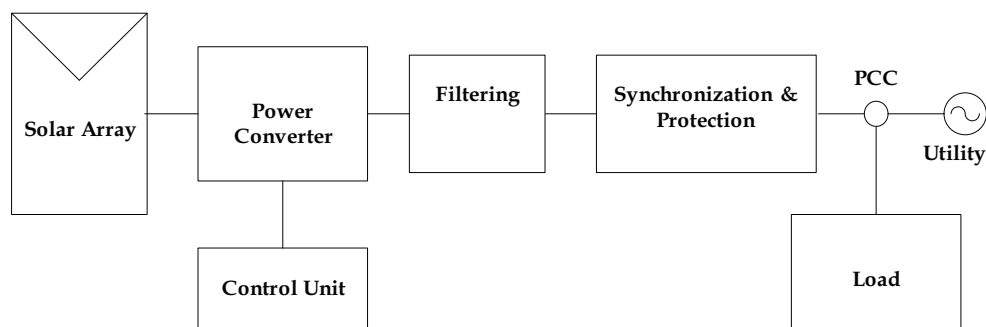 Solar Array
Power
Converter
Filtering
Synchronization &
Protection
PCC
Utility
Control Unit
Load